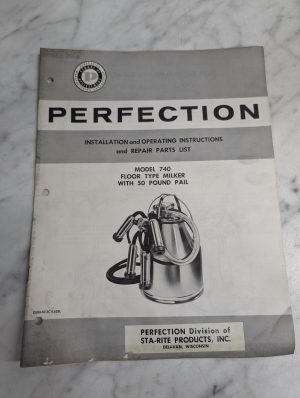 PERFECTION
INSTALLATION and OPERATING INSTRUCTIONS
and REPAIR PARTS LIST
MODEL 740
FLOOR TYPE MILKER
WITH 50 POUND PAIL
PERFECTION Division of
STA-RITE PRODUCTS, INC.
DELAVAN, WISCONSIN